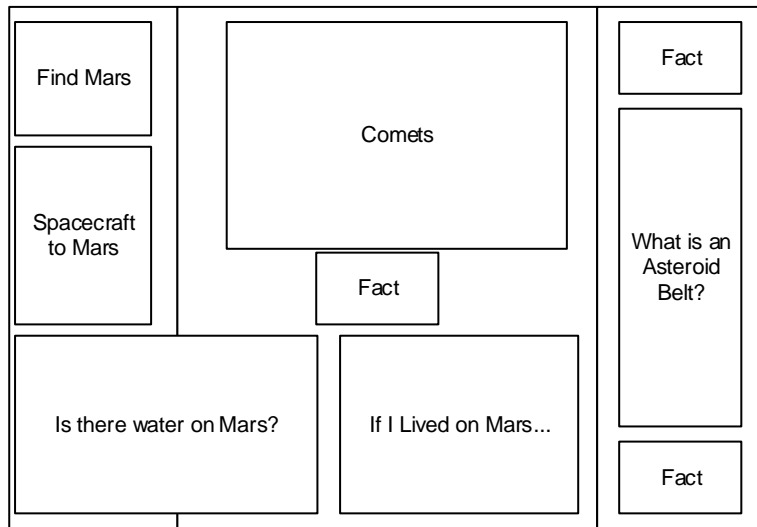 Find Mars
Spacecraft
to Mars
Comets
Fact
Is there water on Mars?
If I Lived on Mars...
Fact
What is an
Asteroid
Belt?
Fact